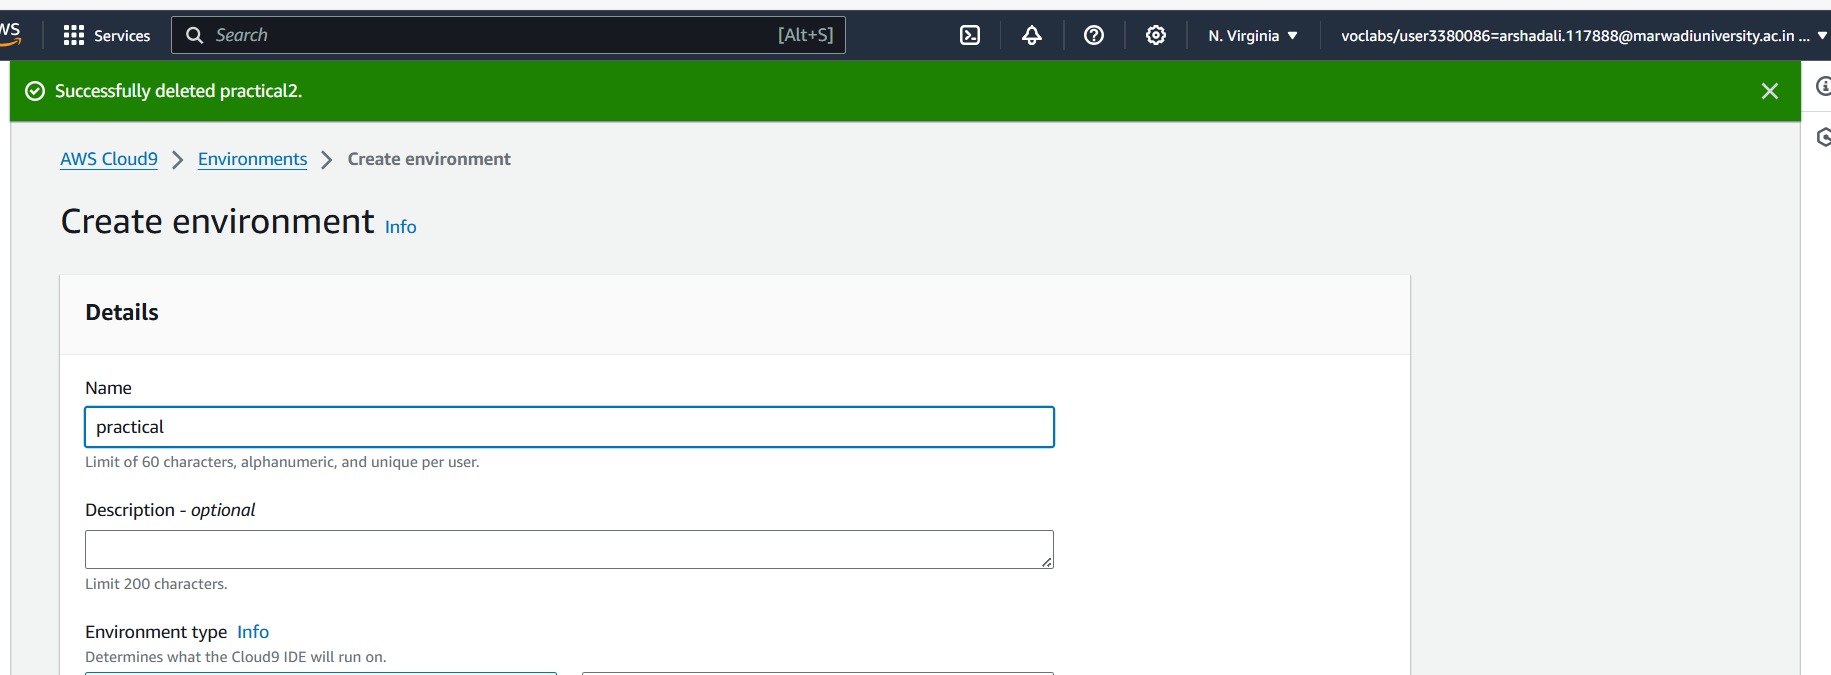 Services
Search [Alt+S]
N. Virginia ▼
voclabs/user3380086=arshadali.117888@marwadiuniversity.ac.in ... ▼
Successfully deleted practical2.
AWS Cloud9 > Environments > Create environment
Create environment Info
Details
Name
practical
Limit of 60 characters, alphanumeric, and unique per user.
Description - optional
Limit 200 characters.
Environment type Info
Determines what the Cloud9 IDE will run on.